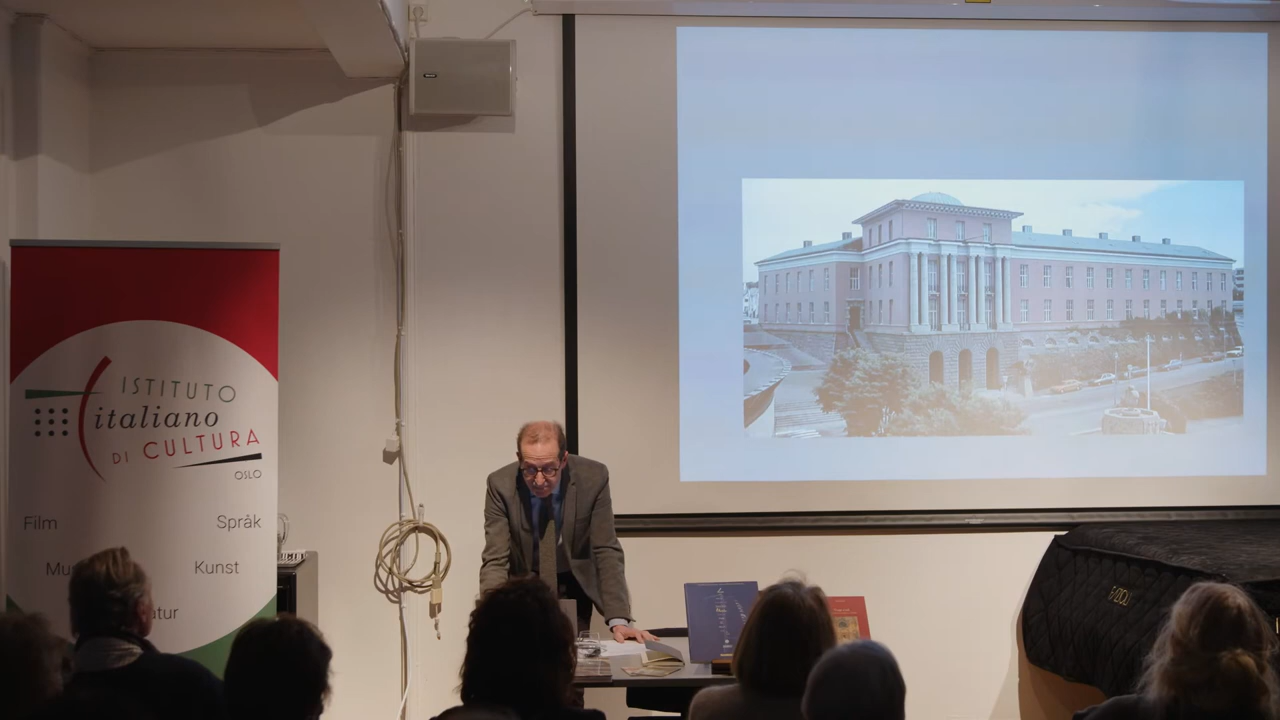 ISTITUTO
italiano
DI CULTURA
OSLO
Film
Språk
Kunst